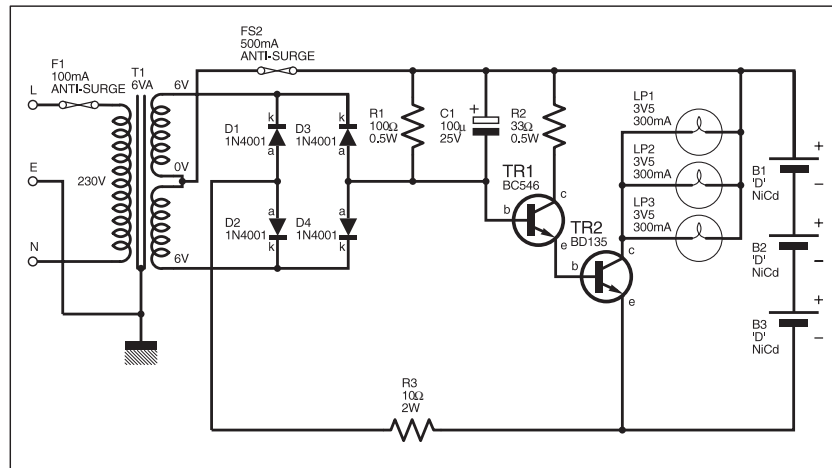 F1
100mA
ANTI-SURGE
L
E
N
T1
6VA
230V
6V
0V
6V
FS2
500mA
ANTI-SURGE
k
D1
1N4001
a
k
D3
1N4001
a
a
D2
1N4001
k
a
D4
1N4001
k
R1
100Ω
0.5W
+
C1
100μ
25V
R2
33Ω
0.5W
TR1
BC546
c
b
e
TR2
BD135
b
c
e
LP1
3V5
300mA
LP2
3V5
300mA
LP3
3V5
300mA
+
B1
'D'
NiCd
−
+
B2
'D'
NiCd
−
+
B3
'D'
NiCd
−
R3
10Ω
2W